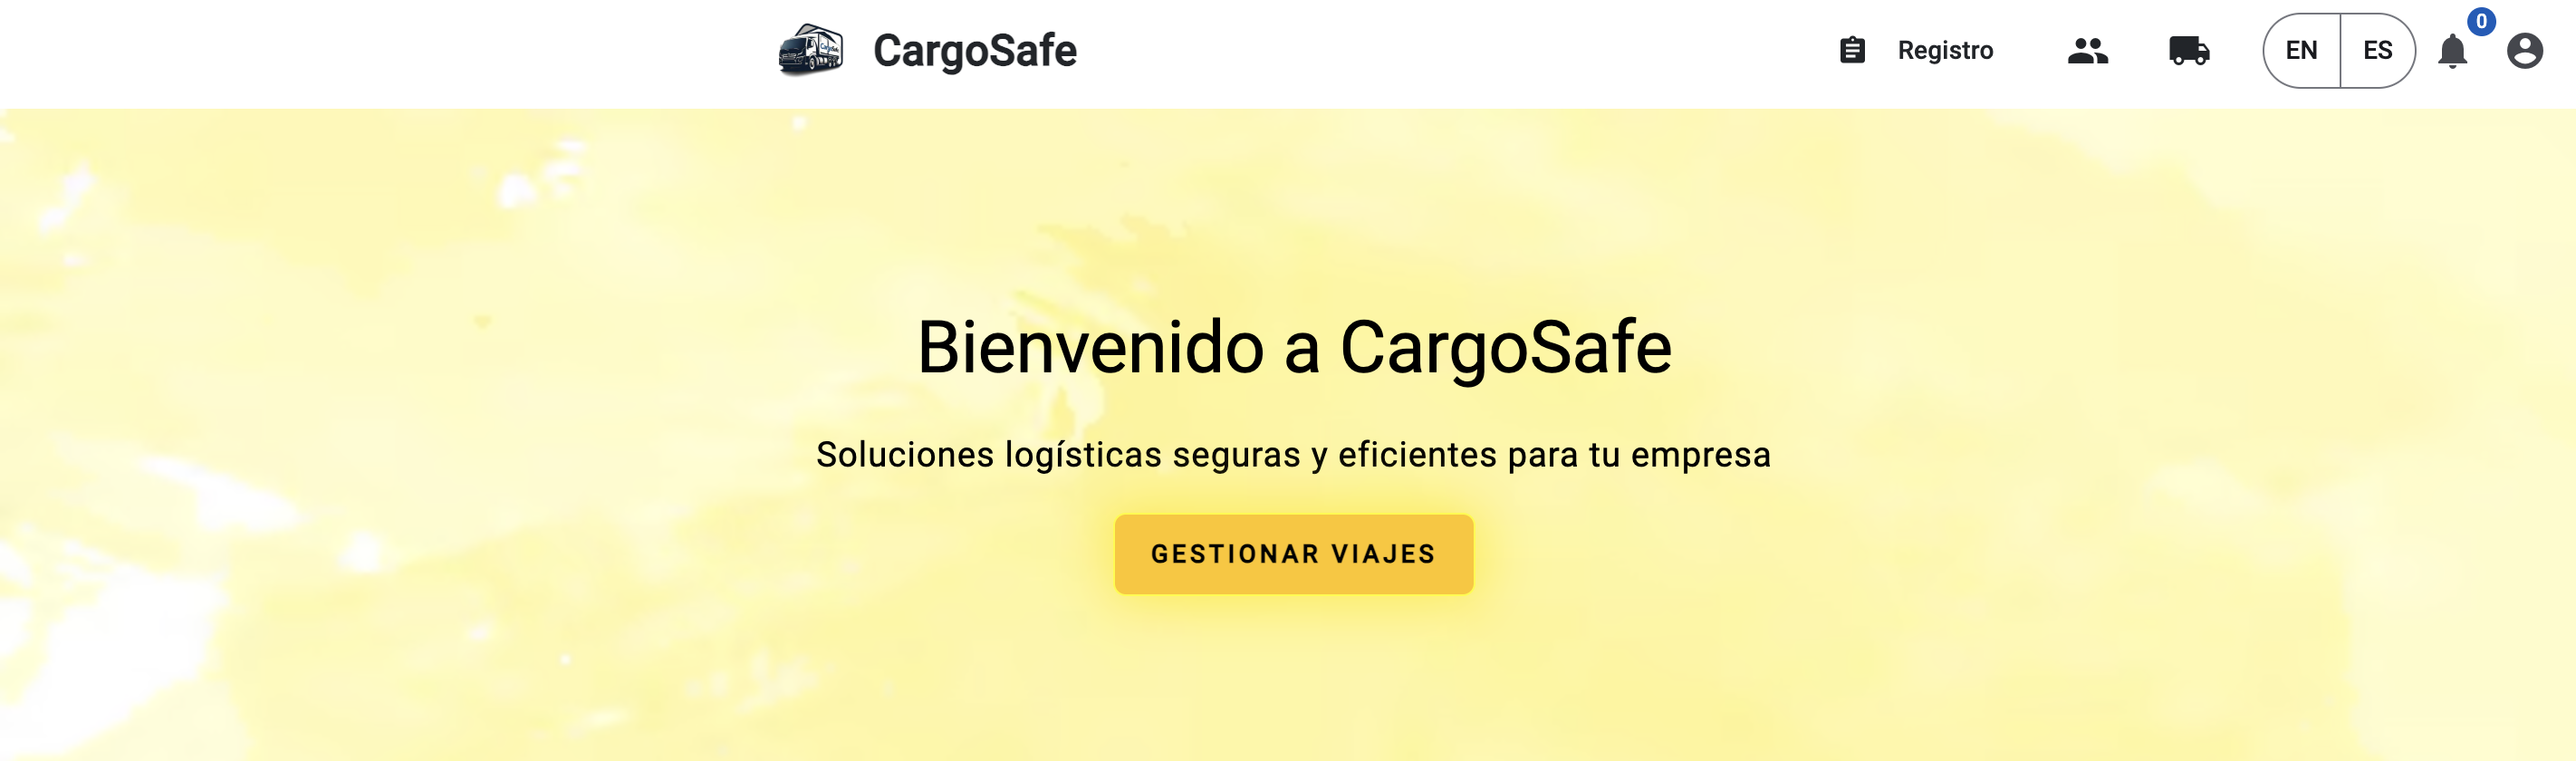 CargoSafe
Registro
EN ES
0
Bienvenido a CargoSafe
Soluciones logísticas seguras y eficientes para tu empresa
GESTIONAR VIAJES